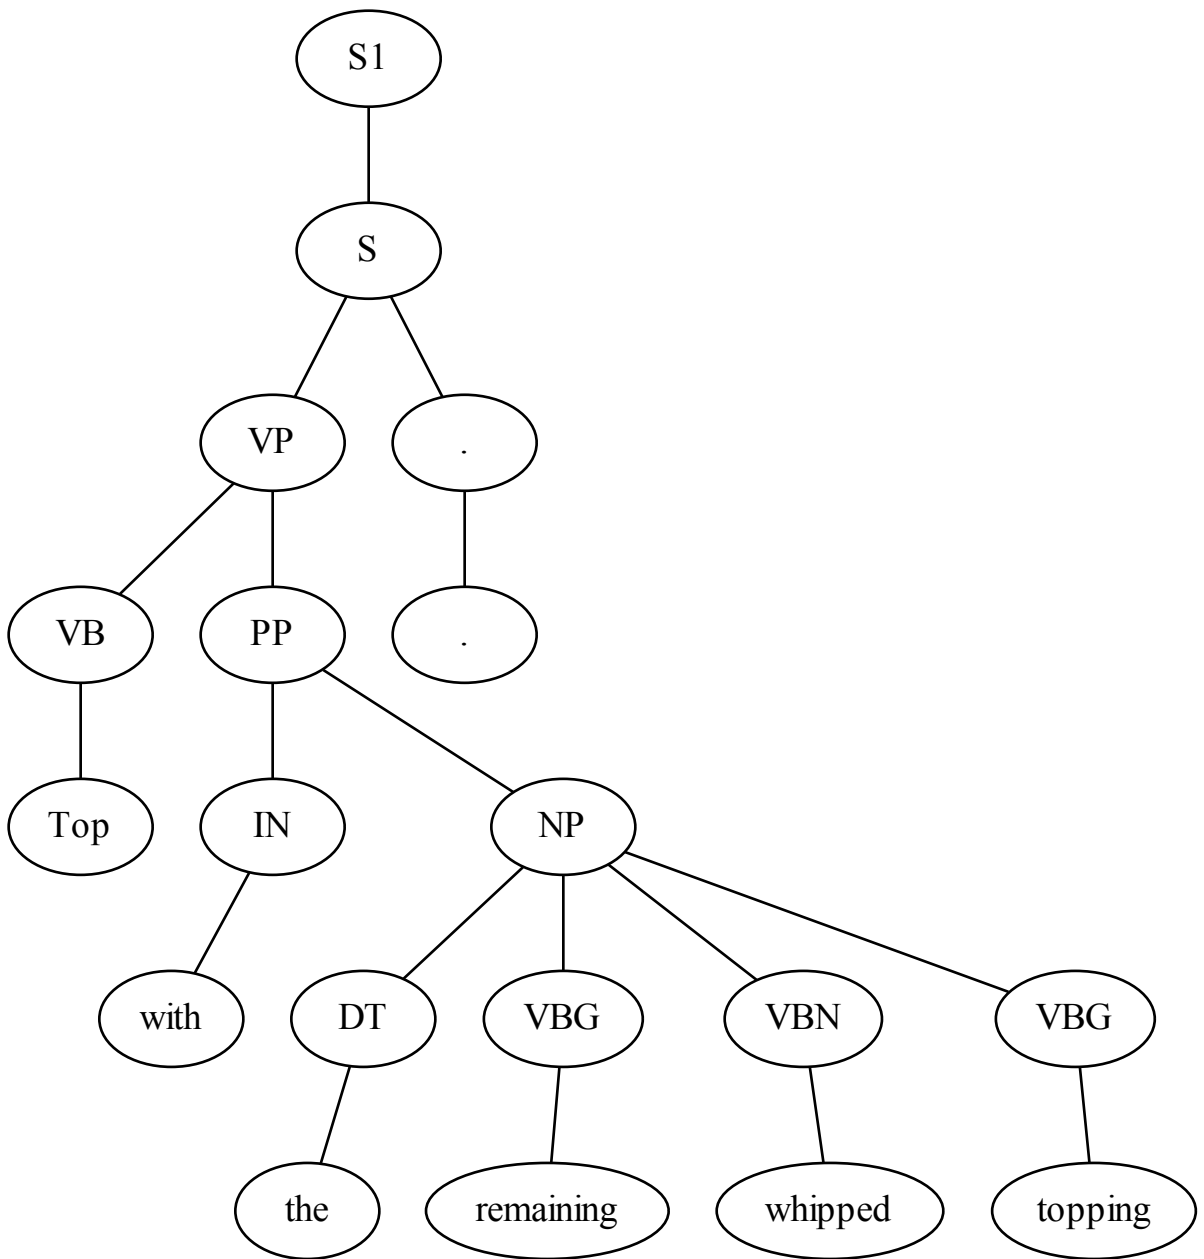 S1
S
VP .
VB PP .
Top IN NP
with DT VBG VBN VBG
the remaining whipped topping